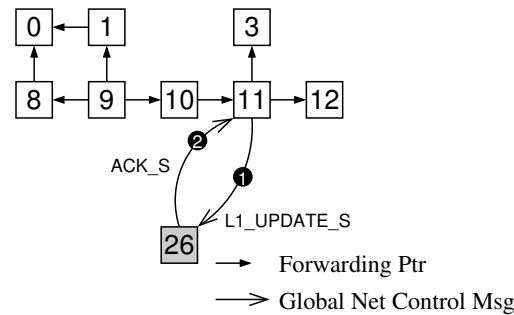 0 1 3
8 9 10 11 12
2
ACK_S
1
L1_UPDATE_S
26
Forwarding Ptr
Global Net Control Msg